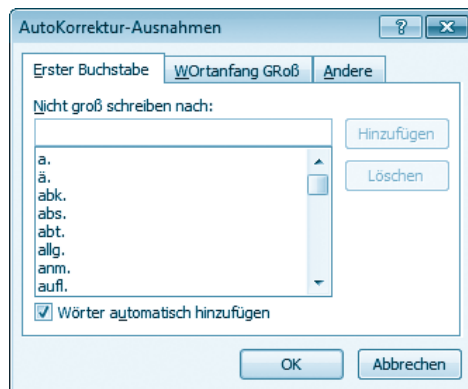 AutoKorrektur-Ausnahmen
Erster Buchstabe WOrtanfang GRoß Andere
Nicht groß schreiben nach:
Hinzufügen
a.
ä.
Löschen
abk.
abs.
abt.
allg.
anm.
aufl.
Wörter automatisch hinzufügen
OK Abbrechen